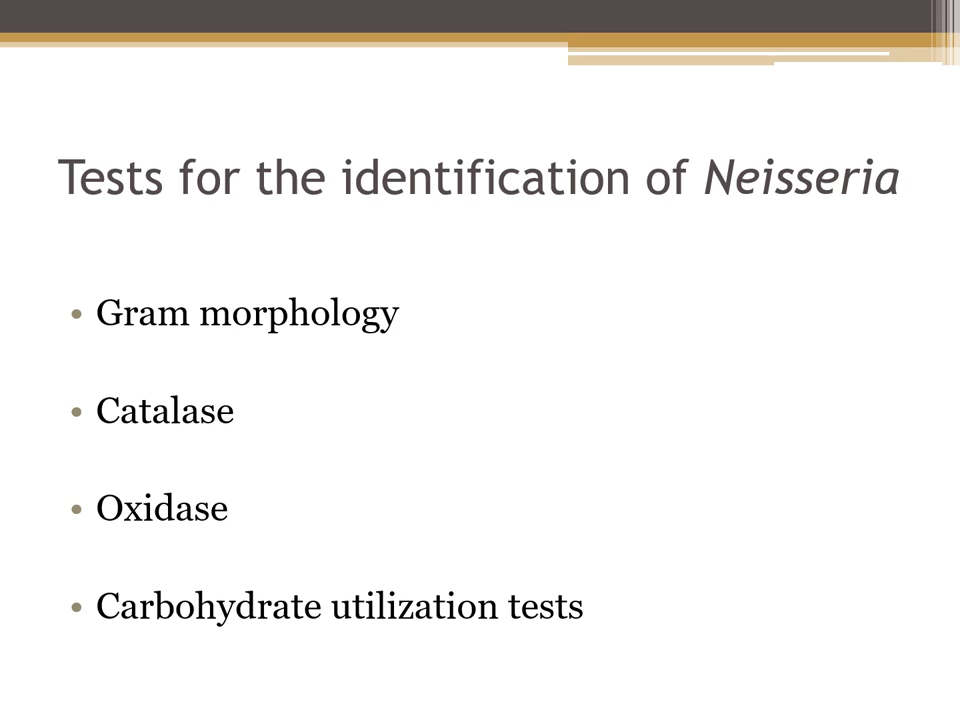 Tests for the identification of Neisseria
• Gram morphology
• Catalase
• Oxidase
• Carbohydrate utilization tests